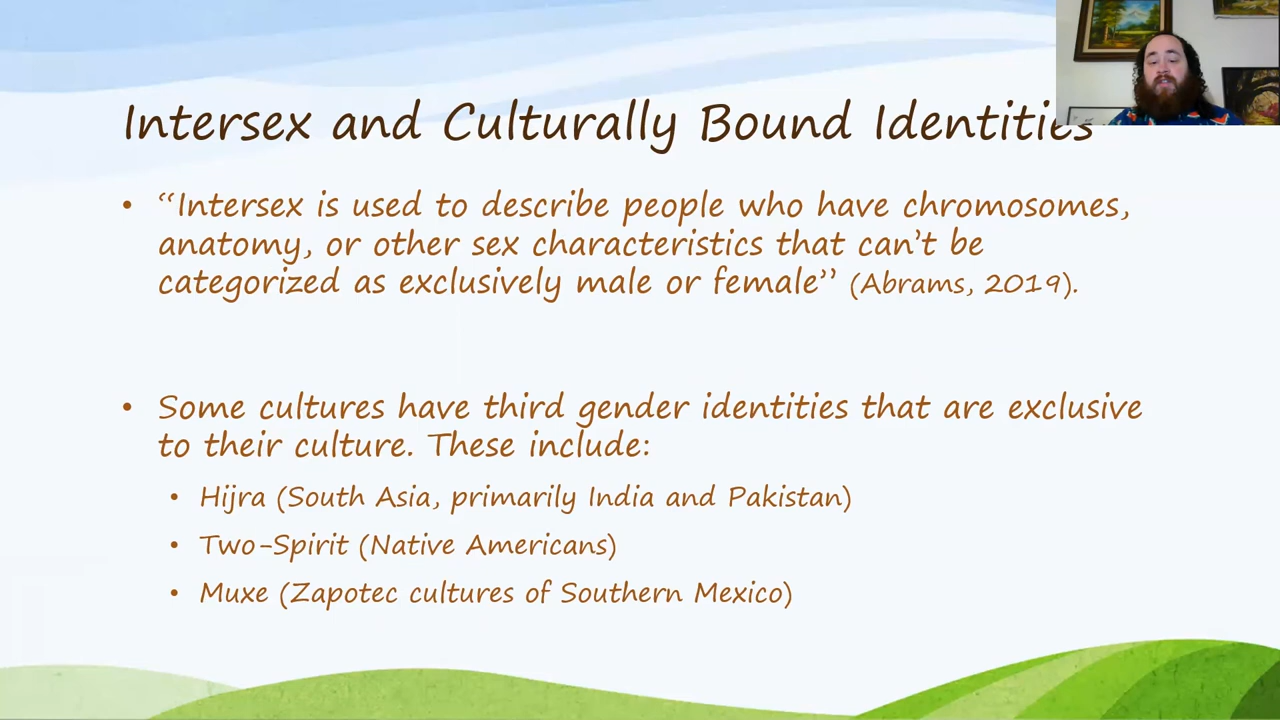 Intersex and Culturally Bound Identities
• “Intersex is used to describe people who have chromosomes,
anatomy, or other sex characteristics that can’t be
categorized as exclusively male or female” (Abrams, 2019).
• Some cultures have third gender identities that are exclusive
to their culture. These include:
• Hijra (South Asia, primarily India and Pakistan)
• Two-Spirit (Native Americans)
• Muxe (Zapotec cultures of Southern Mexico)